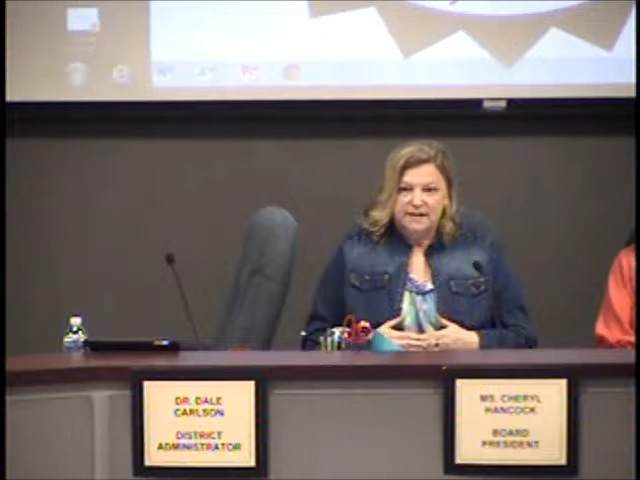 DR. DALE
CARLSON
DISTRICT
ADMINISTRATOR
MS. CHERYL
HANCOCK
BOARD
PRESIDENT